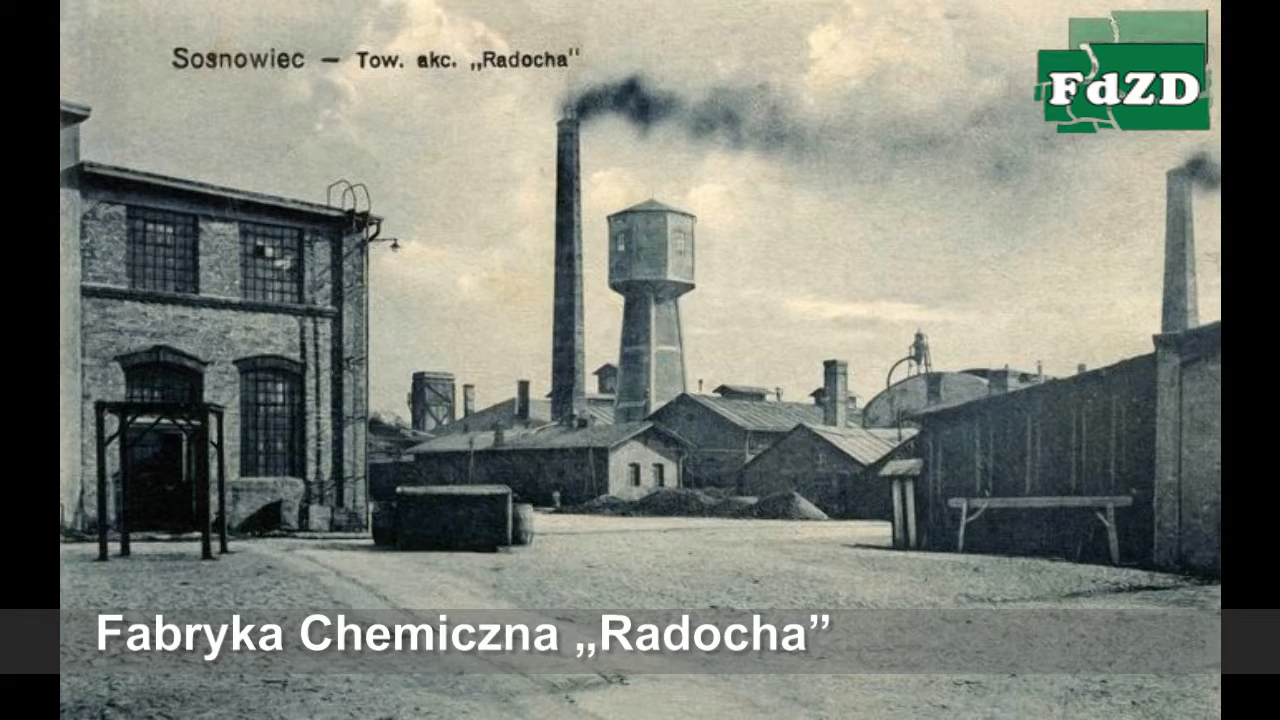 Sosnowiec — Tow. akc. „Radocha"
FdZD
Fabryka Chemiczna „Radocha”